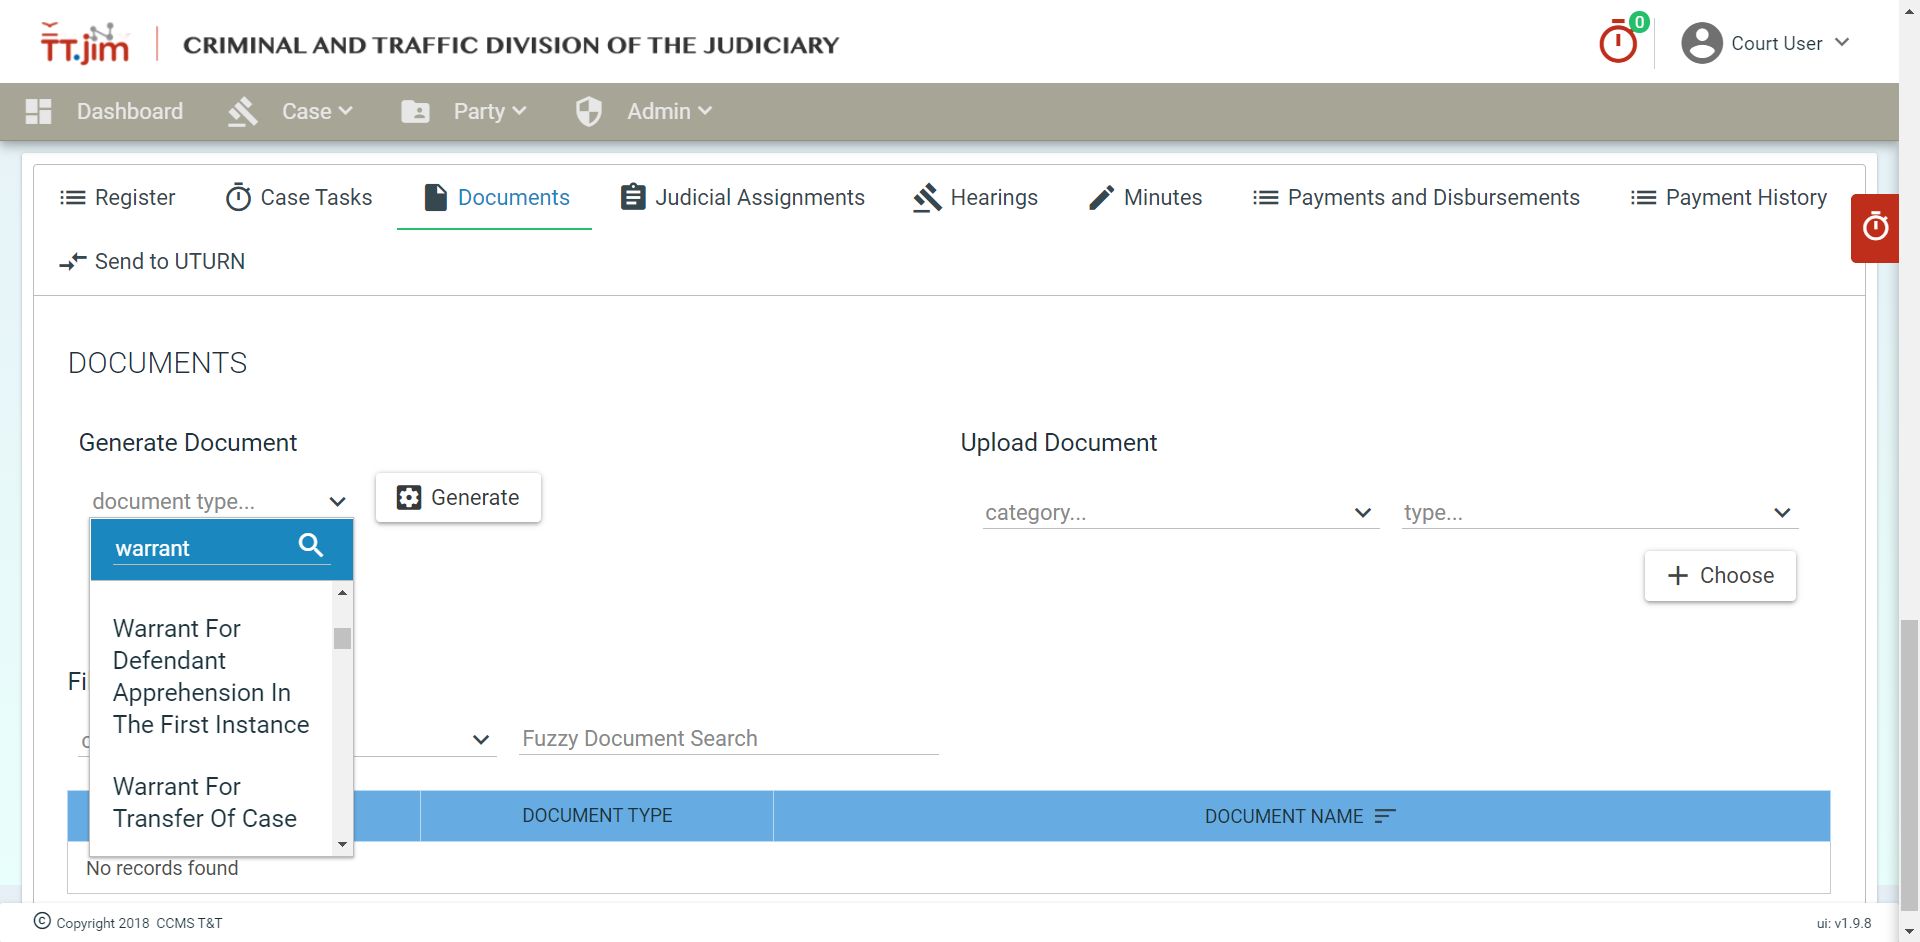 TT.jim
CRIMINAL AND TRAFFIC DIVISION OF THE JUDICIARY
0
Court User
Dashboard
Case
Party
Admin
Register
Case Tasks
Documents
Judicial Assignments
Hearings
Minutes
Payments and Disbursements
Payment History
Send to UTURN
DOCUMENTS
Generate Document
Upload Document
document type...
Generate
category...
type...
warrant
Choose
Warrant For
Defendant
Apprehension In
The First Instance
Fuzzy Document Search
Warrant For
Transfer Of Case
DOCUMENT TYPE
DOCUMENT NAME
No records found
© Copyright 2018 CCMS T&T
ui: v1.9.8